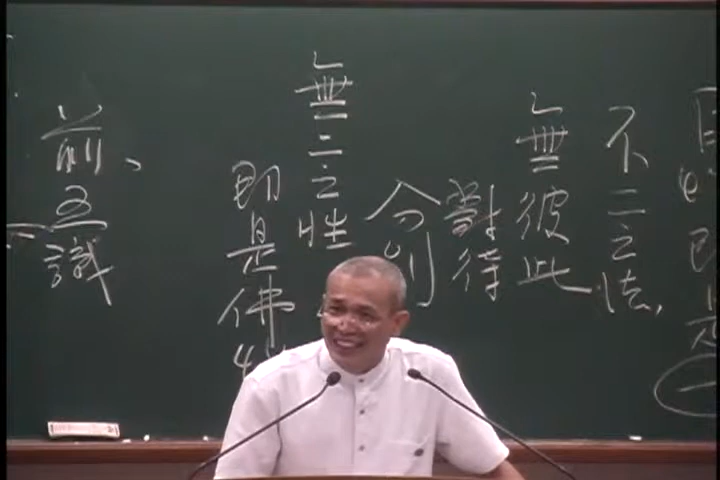 不二之法,
無彼此
對待
分別
無二之性
即是佛
前五識